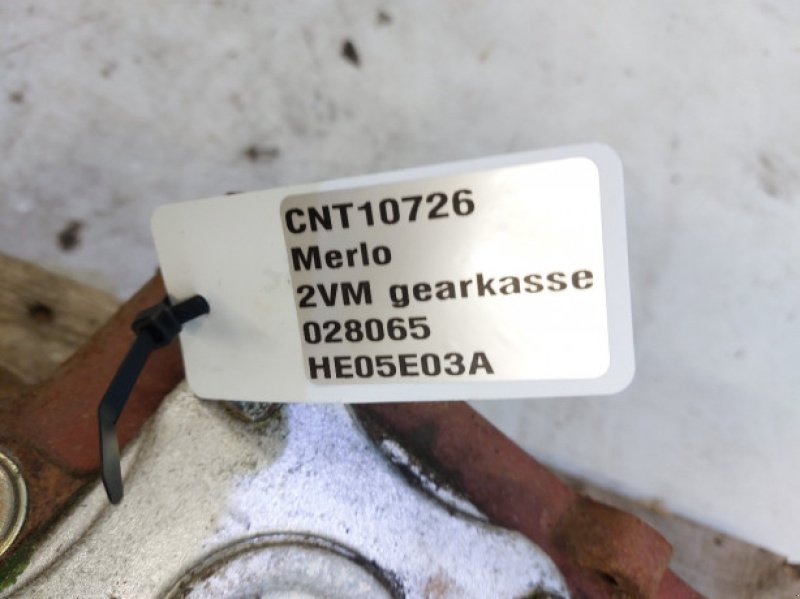 CNT10726
Merlo
2VM gearkasse
028065
HE05E03A